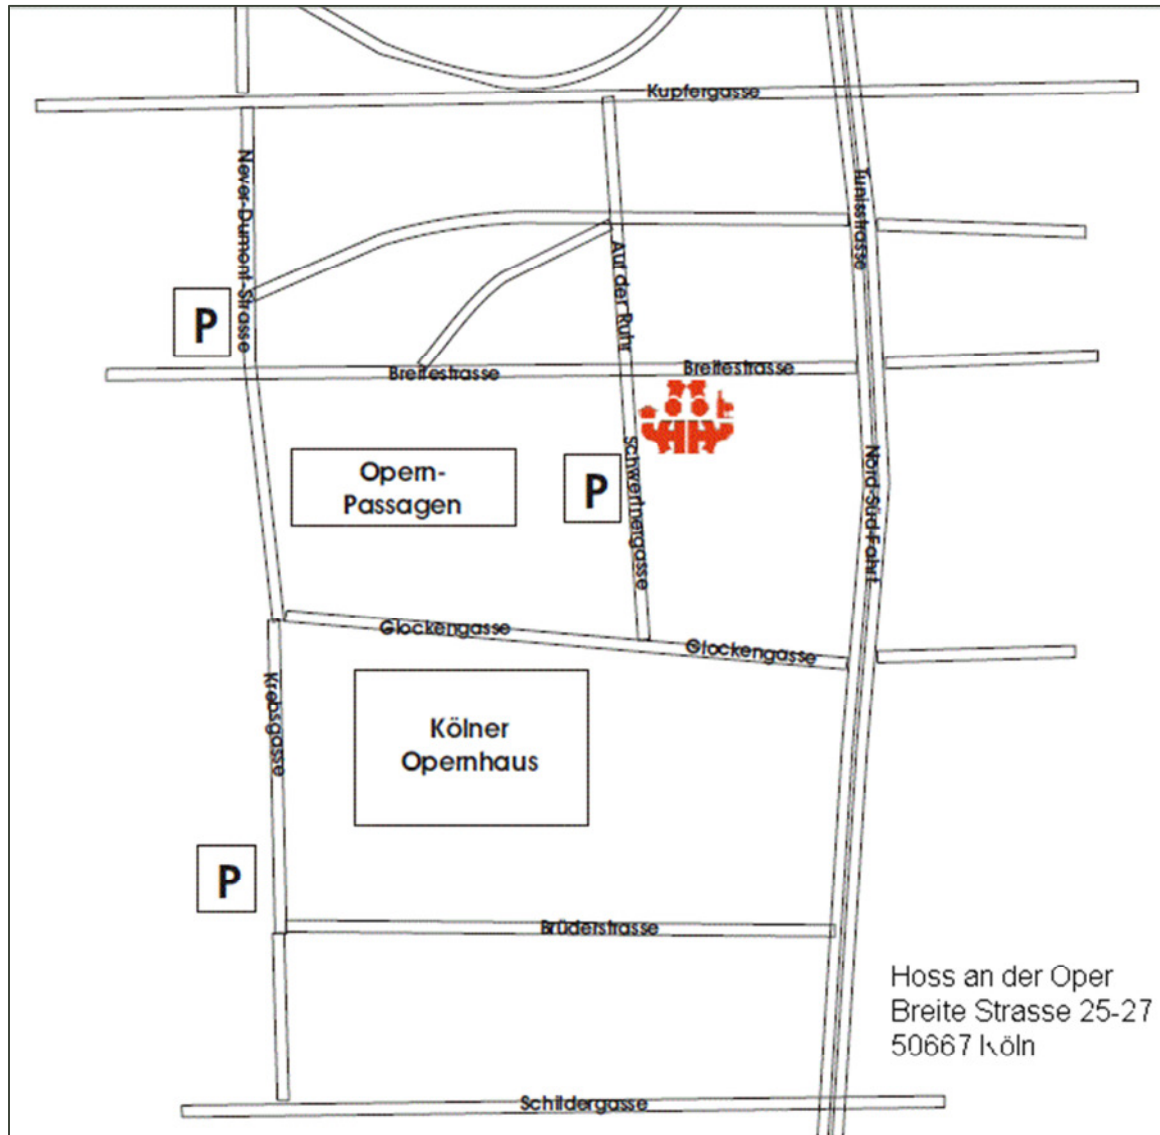 Kupfergasse
Never-Dumont-Strasse
Tunisstrasse
Auf der Ruhr
P
Breitestrasse
Breitestrasse
Opern-
Passagen
P
Schwertnergasse
Nord-Süd-Fahrt
Glockengasse
Glockengasse
Krebsgasse
Kölner
Opernhaus
P
Brüderstrasse
Hoss an der Oper
Breite Strasse 25-27
50667 Köln
Schildergasse